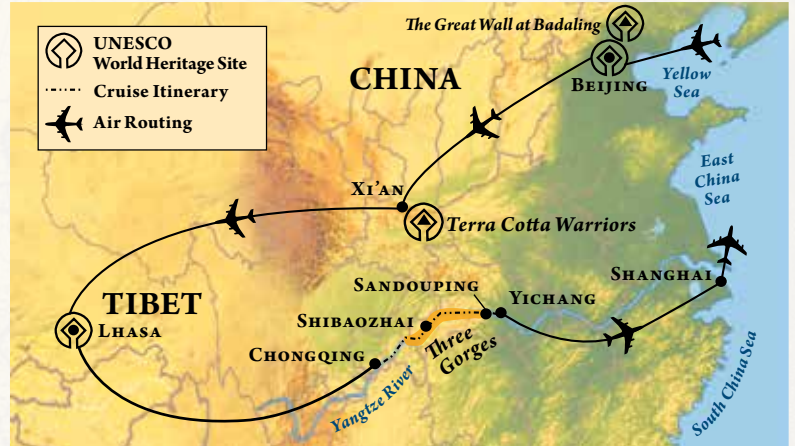 UNESCO
World Heritage Site
Cruise Itinerary
Air Routing
The Great Wall at Badaling
BEIJING
CHINA
Yellow
Sea
East
China
Sea
XI'AN
Terra Cotta Warriors
SHANGHAI
SANDOUPING
YICHANG
TIBET
LHASA
SHIBAOZHAI
CHONGQING
Three
Gorges
Yangtze River
South China Sea